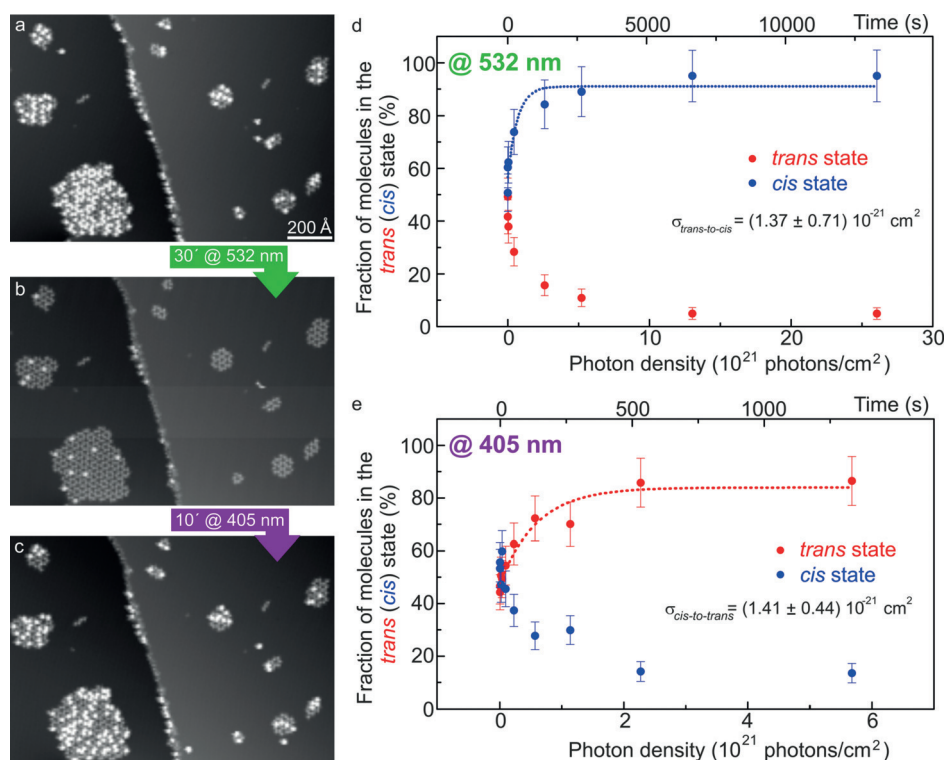 a
200 Å
30´ @ 532 nm
b
10´ @ 405 nm
c
d
Time (s)
0 5000 10000
@ 532 nm
Fraction of molecules in the
trans (cis) state (%)
100
80
60
40
20
0
trans state
cis state
σtrans-to-cis = (1.37 ± 0.71) 10-21 cm2
0 10 20 30
Photon density (1021 photons/cm2)
e
Time (s)
0 500 1000
@ 405 nm
Fraction of molecules in the
trans (cis) state (%)
100
80
60
40
20
0
trans state
cis state
σcis-to-trans = (1.41 ± 0.44) 10-21 cm2
0 2 4 6
Photon density (1021 photons/cm2)